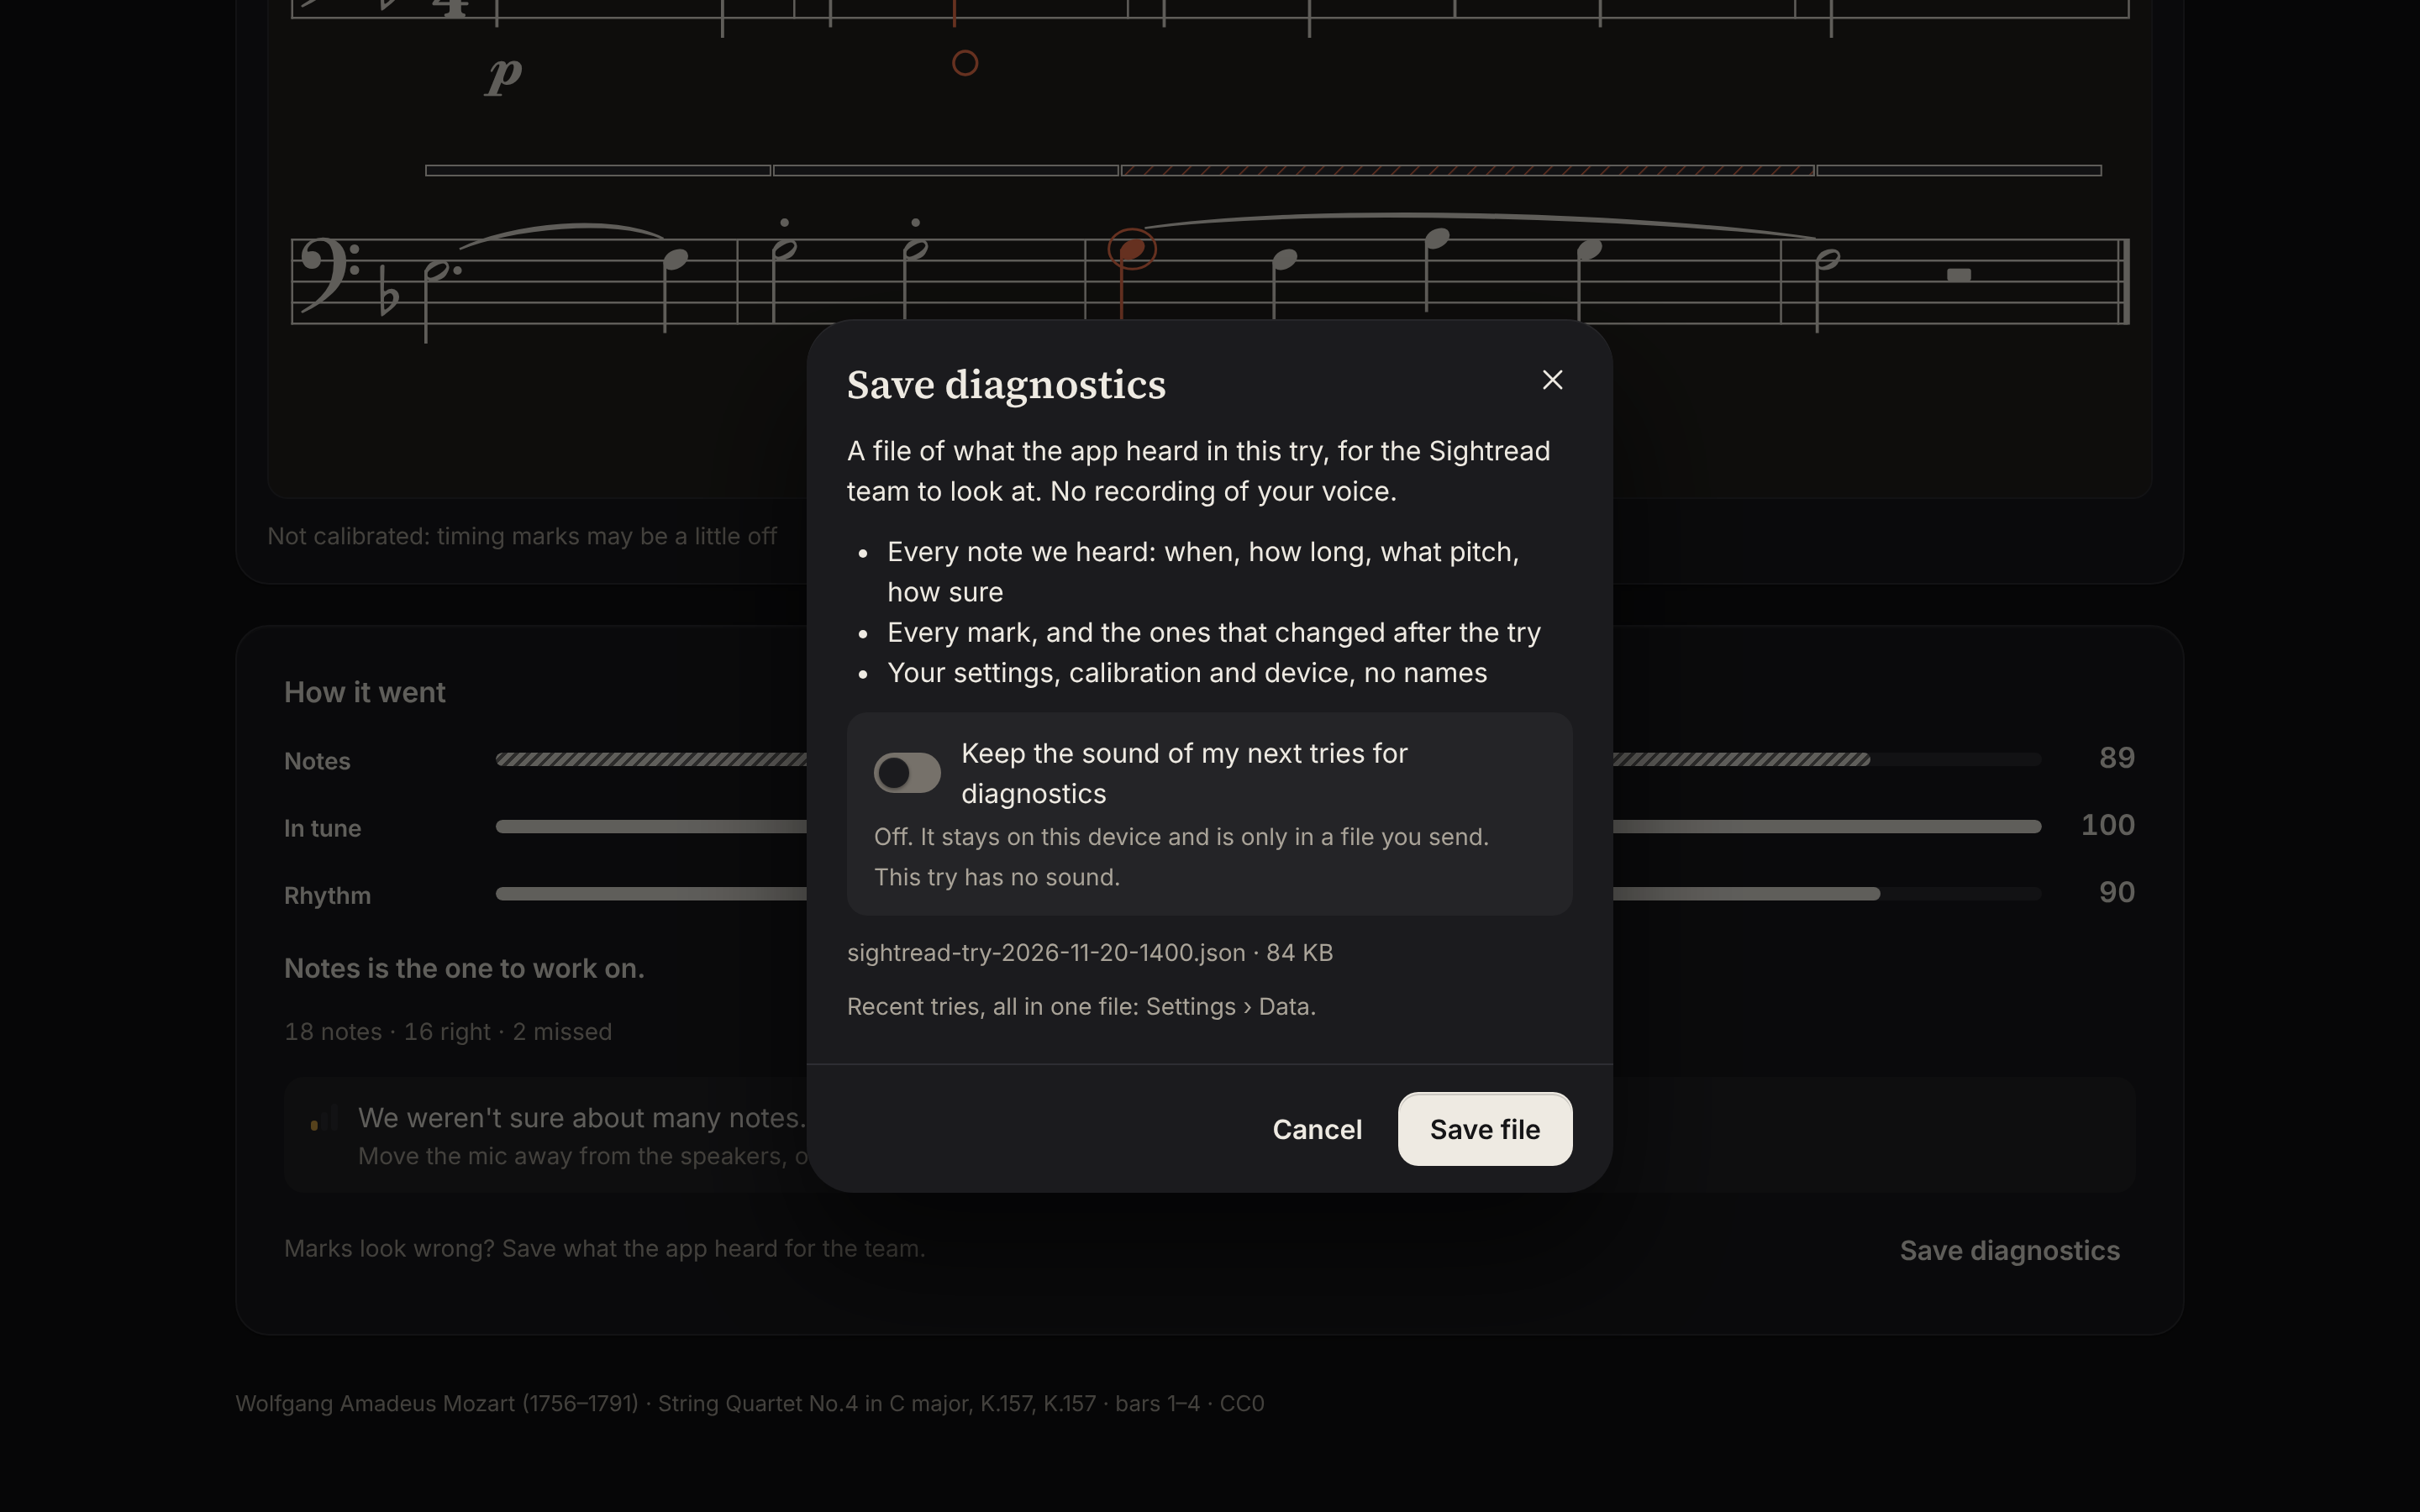 p
Not calibrated: timing marks may be a little off
Save diagnostics
A file of what the app heard in this try, for the Sightread
team to look at. No recording of your voice.
• Every note we heard: when, how long, what pitch,
how sure
• Every mark, and the ones that changed after the try
• Your settings, calibration and device, no names
Keep the sound of my next tries for
diagnostics
Off. It stays on this device and is only in a file you send.
This try has no sound.
sightread-try-2026-11-20-1400.json · 84 KB
Recent tries, all in one file: Settings › Data.
Cancel
Save file
How it went
Notes 89
In tune 100
Rhythm 90
Notes is the one to work on.
18 notes · 16 right · 2 missed
We weren't sure about many notes.
Move the mic away from the speakers,
Marks look wrong? Save what the app heard for the team.
Save diagnostics
Wolfgang Amadeus Mozart (1756–1791) · String Quartet No.4 in C major, K.157, K.157 · bars 1–4 · CC0